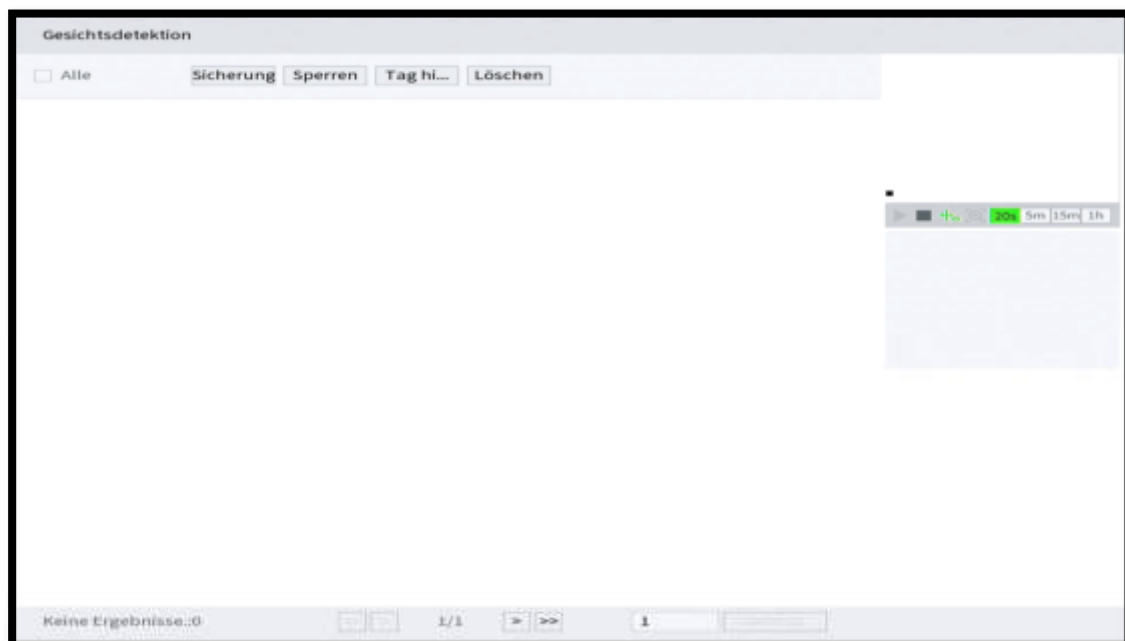 Gesichtsdetektion
Alle Sicherung Sperren Tag hi... Löschen
20s 5m 15m 1h
Keine Ergebnisse.:0 1/1 > >> 1